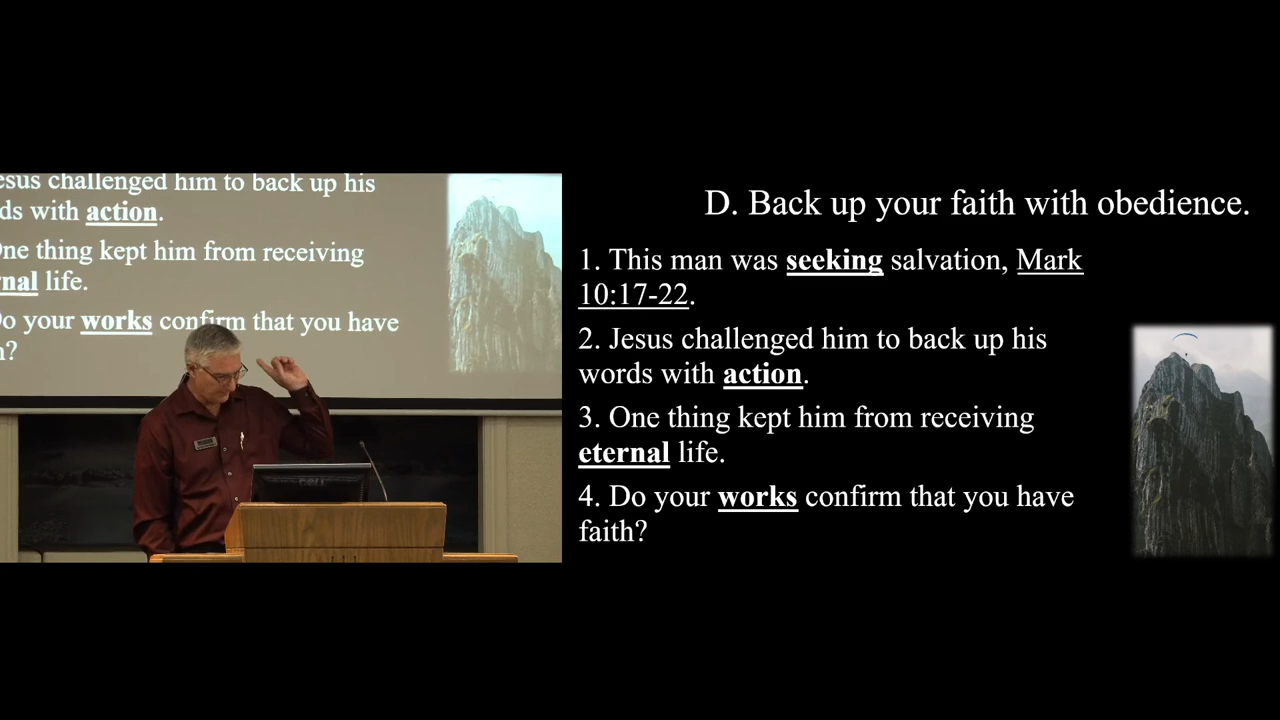 esus challenged him to back up his
ds with action.
ne thing kept him from receiving
nal life.
o your works confirm that you have
?
DELL
D. Back up your faith with obedience.
1. This man was seeking salvation, Mark
10:17-22.
2. Jesus challenged him to back up his
words with action.
3. One thing kept him from receiving
eternal life.
4. Do your works confirm that you have
faith?